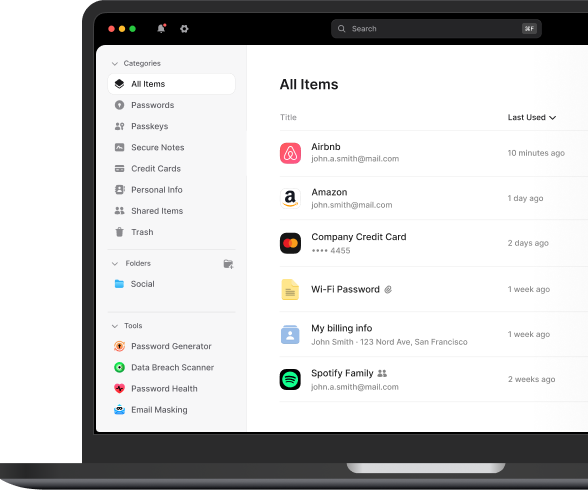 Search
⌘F
Categories
All Items
Passwords
Passkeys
Secure Notes
Credit Cards
Personal Info
Shared Items
Trash
Folders
Social
Tools
Password Generator
Data Breach Scanner
Password Health
Email Masking
All Items
Title Last Used
Airbnb
john.a.smith@mail.com
10 minutes ago
a
Amazon
john.smith@mail.com
1 day ago
Company Credit Card
•••• 4455
2 days ago
Wi-Fi Password
1 week ago
My billing info
John Smith · 123 Nord Ave, San Francisco
1 week ago
Spotify Family
john.a.smith@mail.com
2 weeks ago